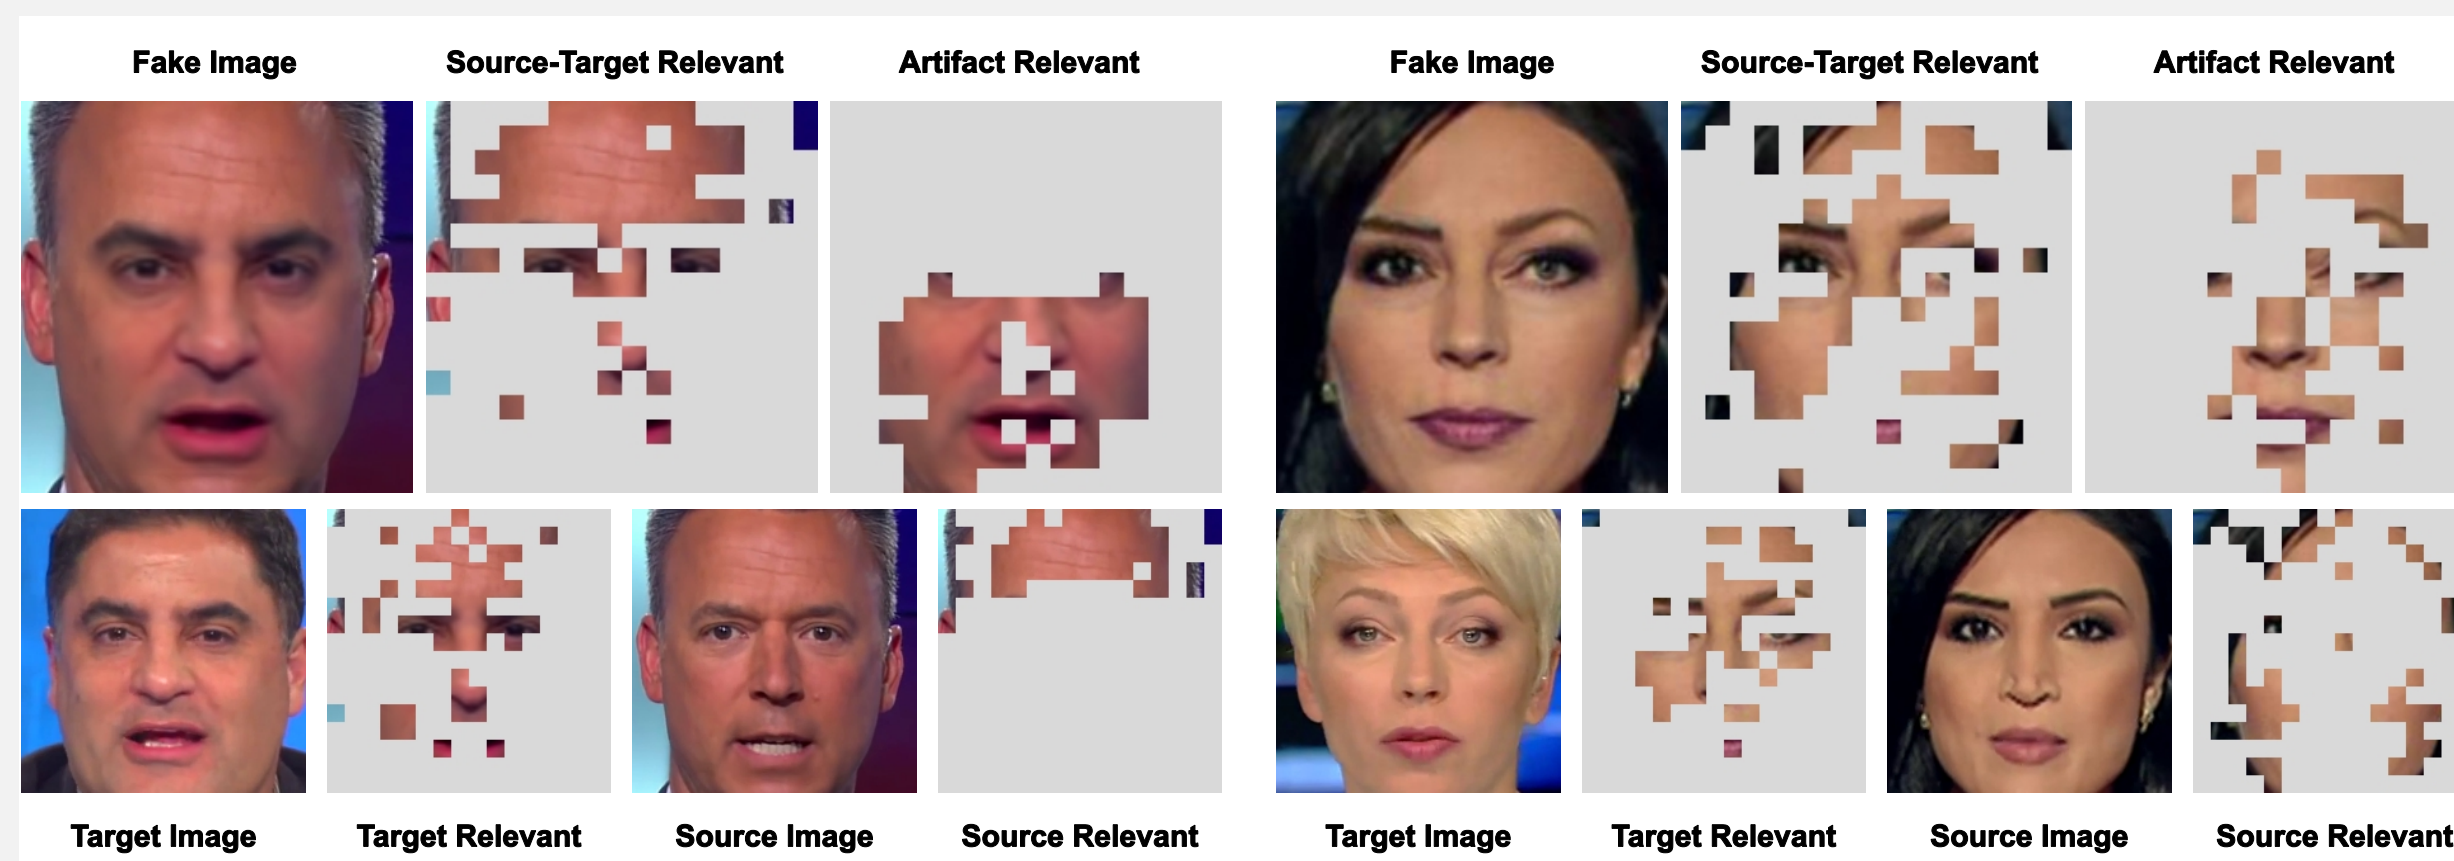 Fake Image
Source-Target Relevant
Artifact Relevant
Fake Image
Source-Target Relevant
Artifact Relevant
Target Image
Target Relevant
Source Image
Source Relevant
Target Image
Target Relevant
Source Image
Source Relevant